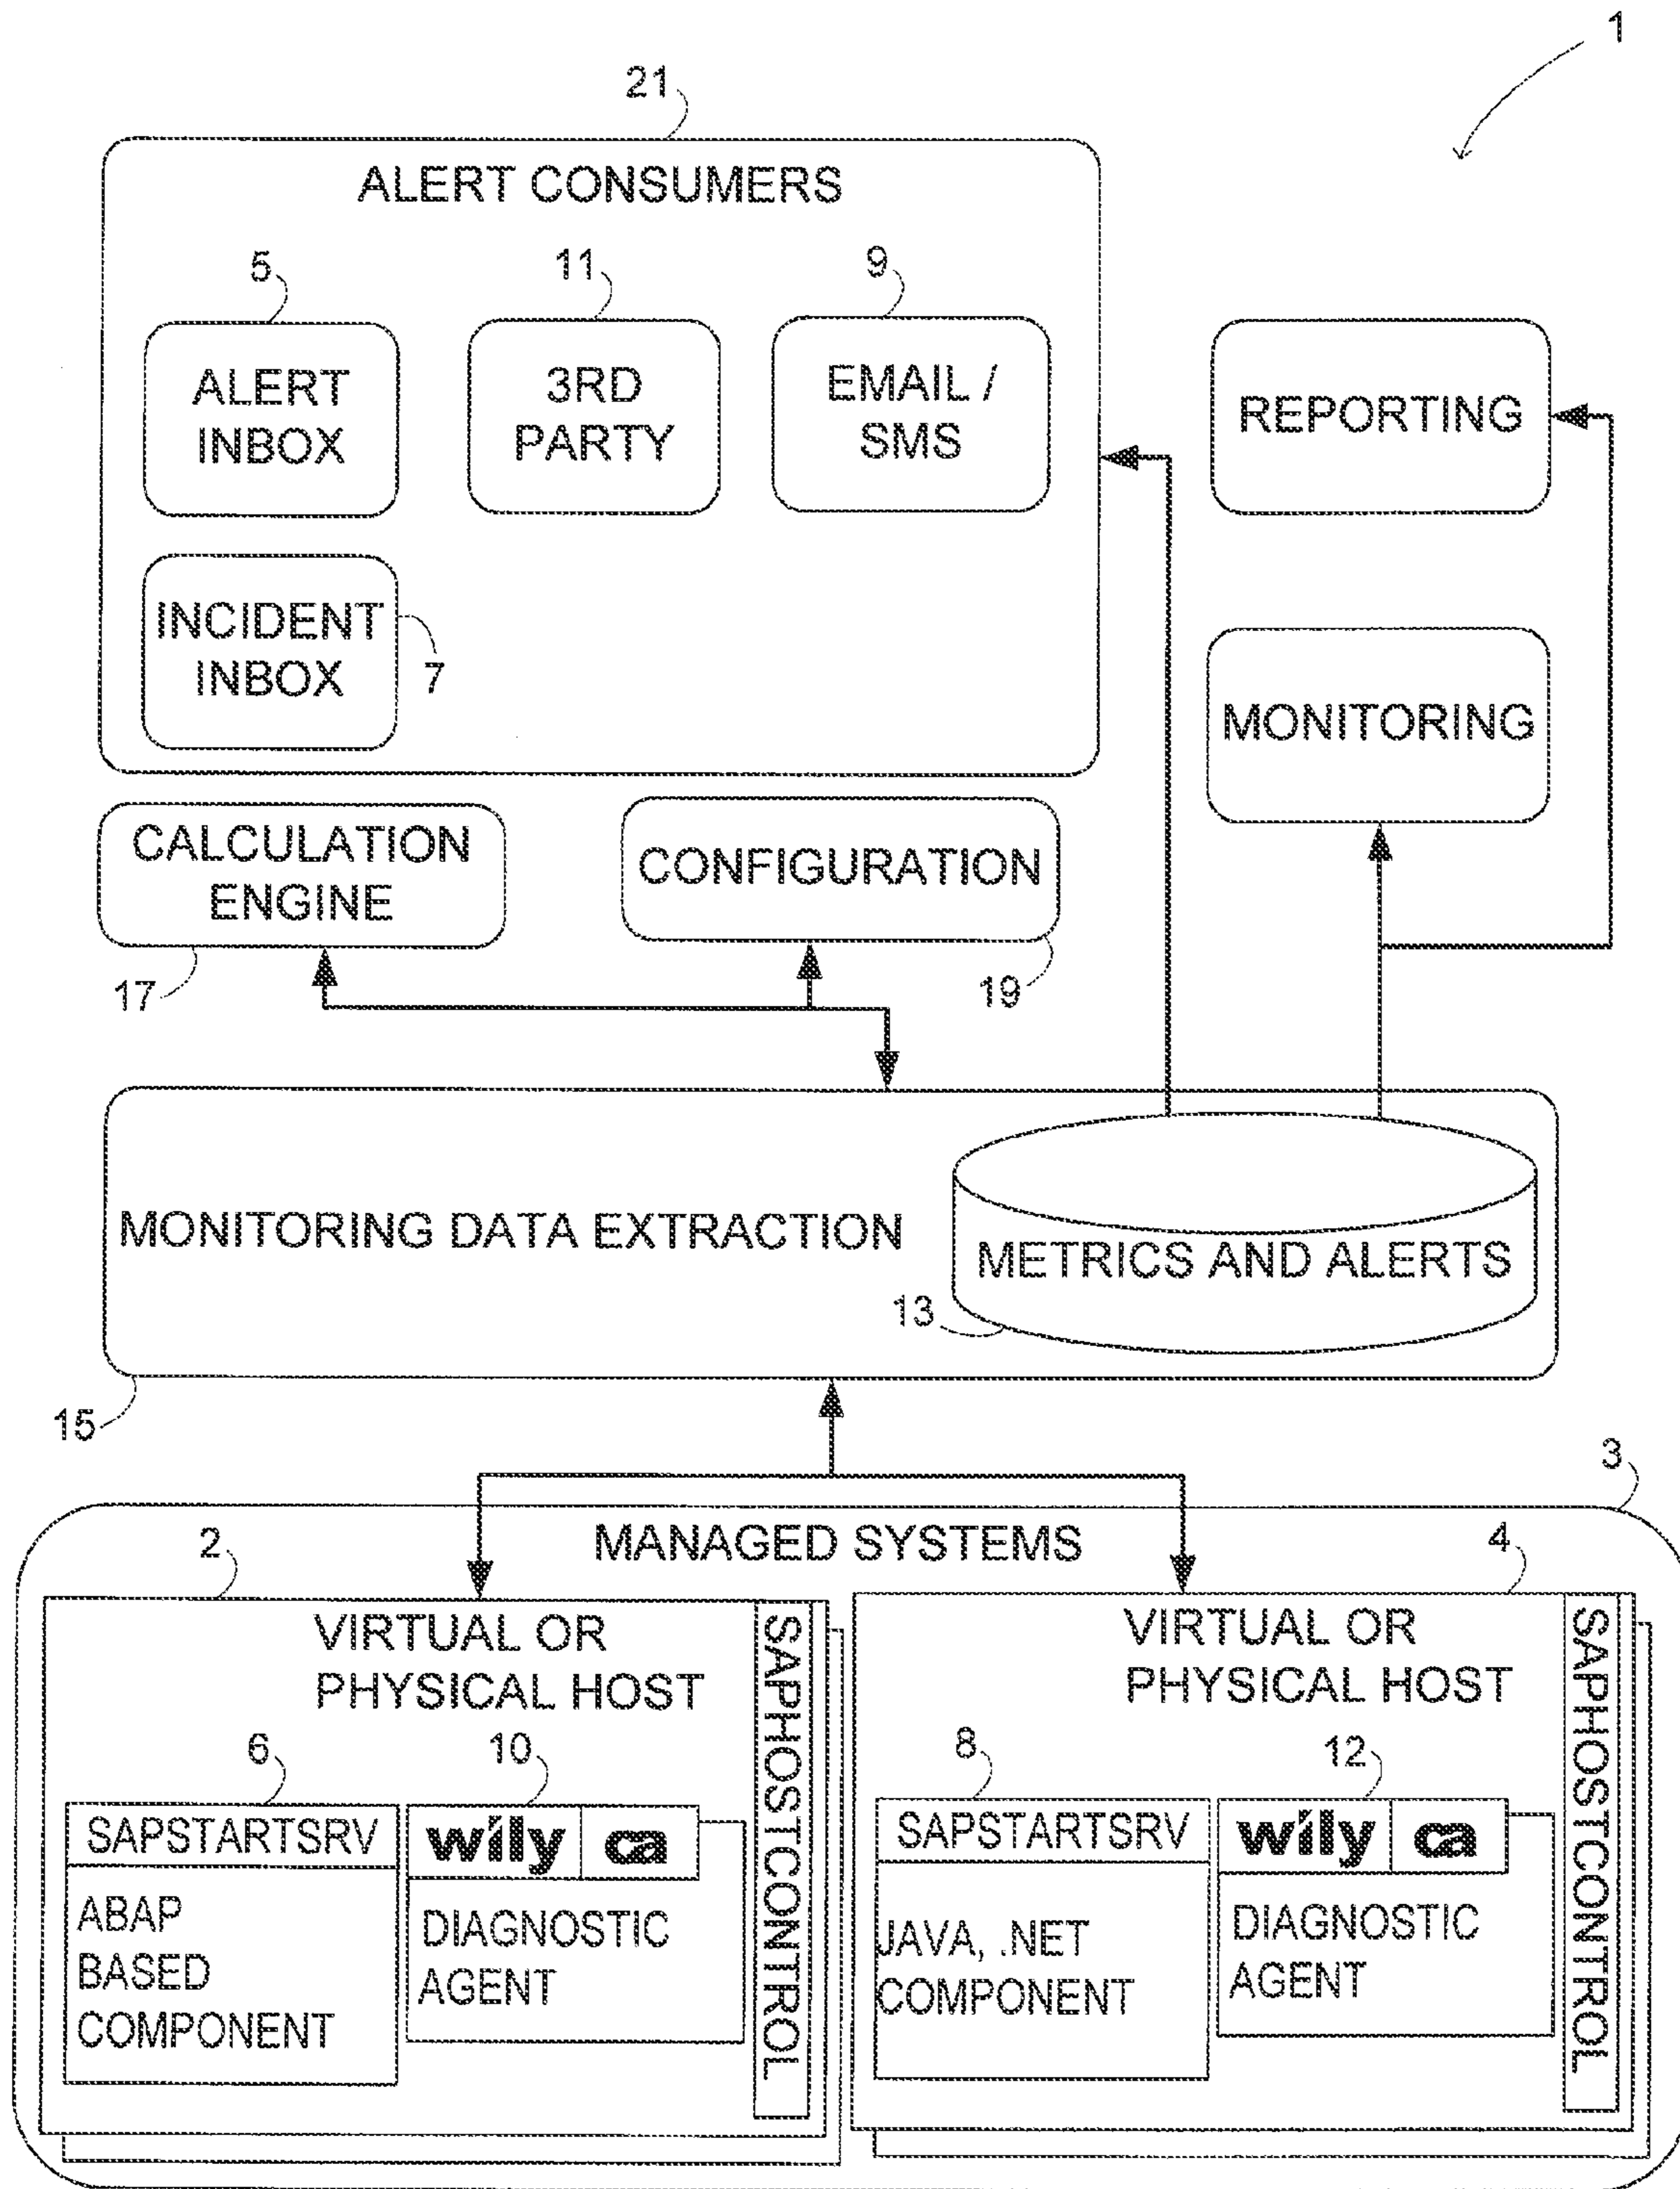 1
21
ALERT CONSUMERS
5
11
9
ALERT
INBOX
3RD
PARTY
EMAIL /
SMS
REPORTING
INCIDENT
INBOX
7
MONITORING
CALCULATION
ENGINE
CONFIGURATION
17
19
MONITORING DATA EXTRACTION
METRICS AND ALERTS
13
15
3
MANAGED SYSTEMS
2
4
VIRTUAL OR
PHYSICAL HOST
SAPHOSTCONTROL
6
10
SAPSTARTSRV
wily
ca
ABAP
BASED
COMPONENT
DIAGNOSTIC
AGENT
VIRTUAL OR
PHYSICAL HOST
SAPHOSTCONTROL
8
12
SAPSTARTSRV
wily
ca
JAVA, .NET
COMPONENT
DIAGNOSTIC
AGENT